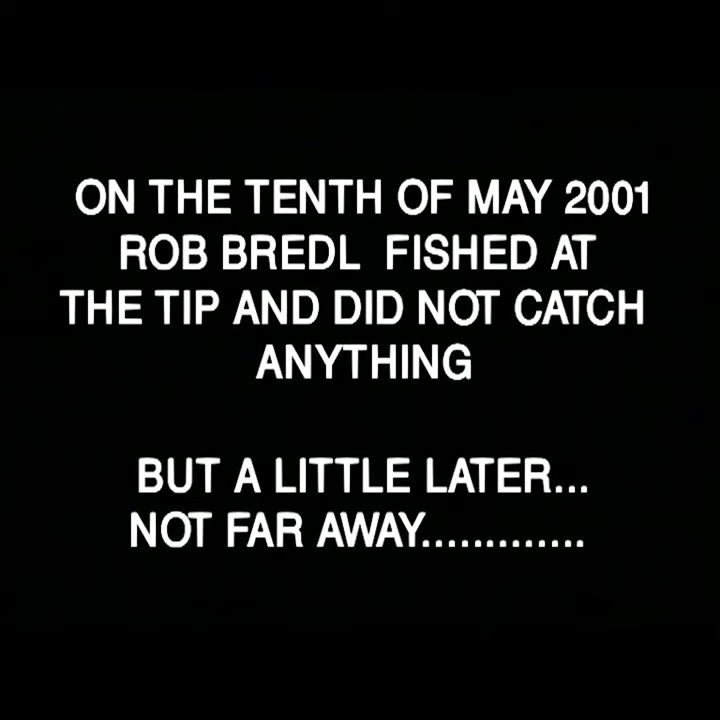 ON THE TENTH OF MAY 2001
ROB BREDL FISHED AT
THE TIP AND DID NOT CATCH
ANYTHING
BUT A LITTLE LATER...
NOT FAR AWAY.............